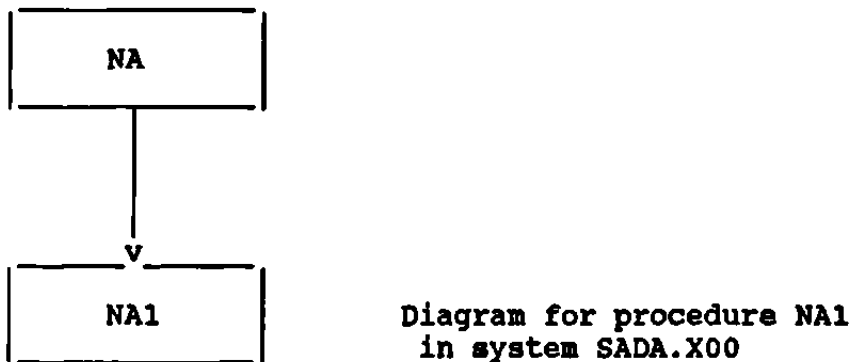 NA
v
NA1
Diagram for procedure NA1
in system SADA.X00